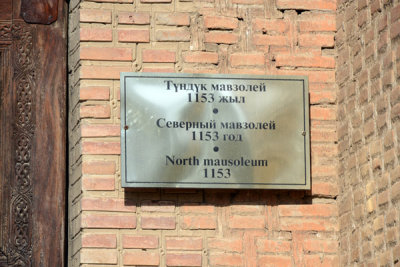 Түндүк мавзолей
1153 жыл
•
Северный мавзолей
1153 год
•
North mausoleum
1153